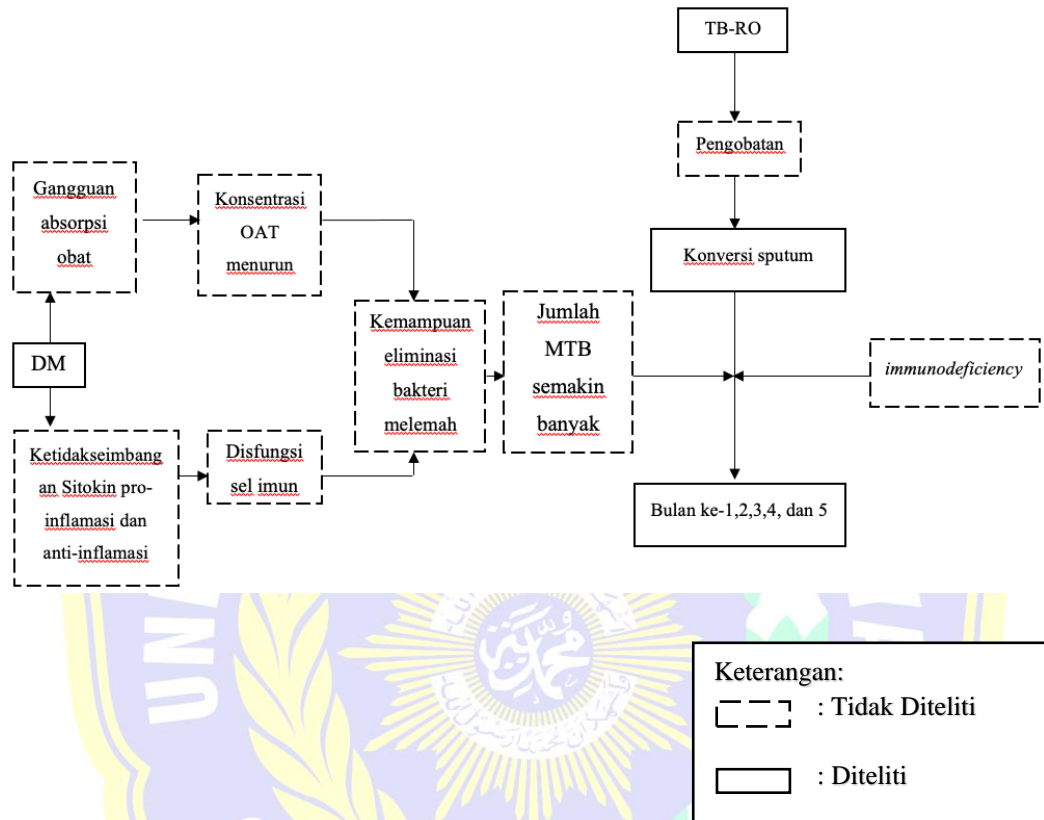 TB-RO
Pengobatan
Gangguan
absorpsi
obat
Konsentrasi
OAT
menurun
Konversi sputum
Kemampuan
eliminasi
bakteri
melemah
Jumlah
MTB
semakin
banyak
DM
immunodeficiency
Ketidakseimbang
an Sitokin pro-
inflamasi dan
anti-inflamasi
Disfungsi
sel imun
Bulan ke-1,2,3,4, dan 5
UN
Keterangan:
: Tidak Diteliti
: Diteliti